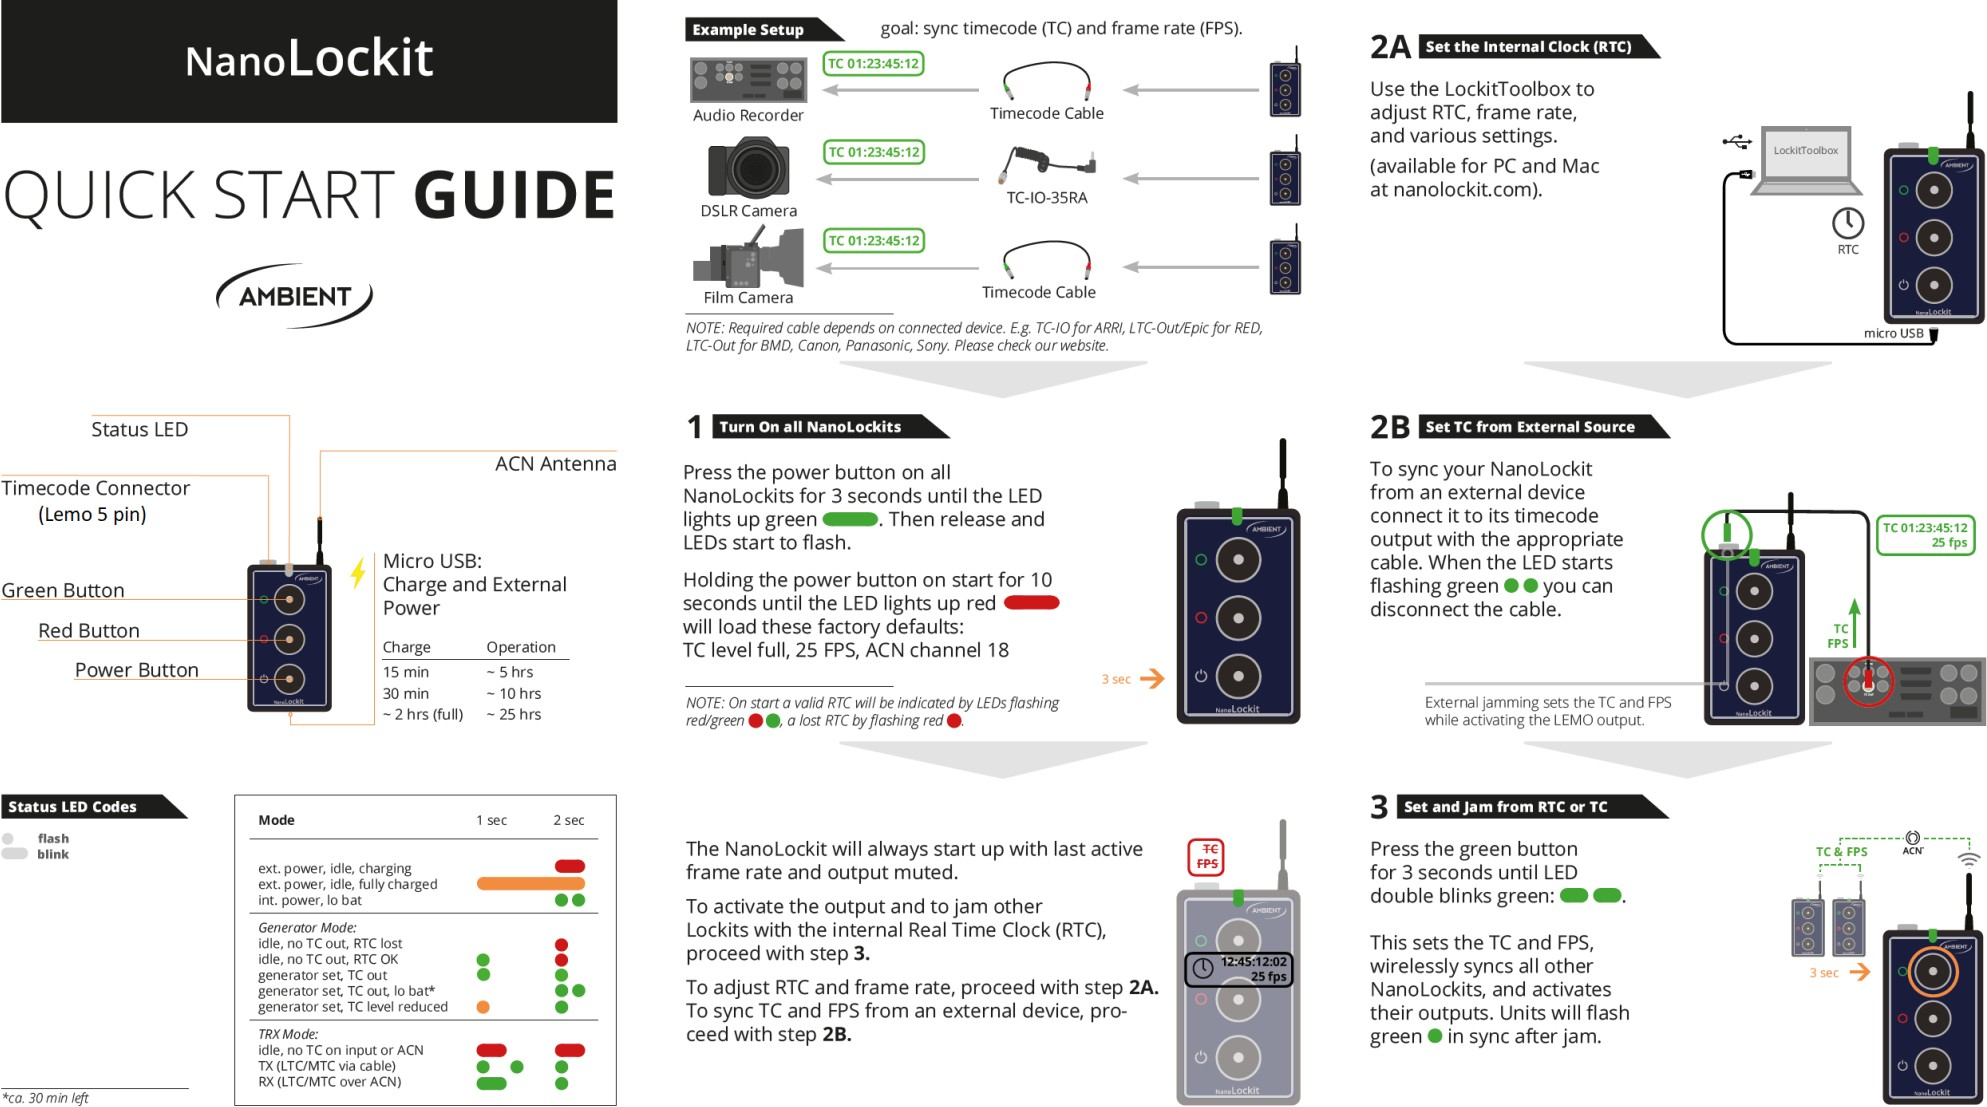 NanoLockit
QUICK START GUIDE
AMBIENT
Status LED
ACN Antenna
Timecode Connector
(Lemo 5 pin)
AMBIENT
Micro USB:
Charge and External
Power
Green Button
Red Button
Power Button
Charge Operation
15 min ~ 5 hrs
30 min ~ 10 hrs
~ 2 hrs (full) ~ 25 hrs
NanoLockit
Status LED Codes
flash
blink
*ca. 30 min left
Mode 1 sec 2 sec
ext. power, idle, charging
ext. power, idle, fully charged
int. power, lo bat
Generator Mode:
idle, no TC out, RTC lost
idle, no TC out, RTC OK
generator set, TC out
generator set, TC out, lo bat*
generator set, TC level reduced
TRX Mode:
idle, no TC on input or ACN
TX (LTC/MTC via cable)
RX (LTC/MTC over ACN)
Example Setup
goal: sync timecode (TC) and frame rate (FPS).
TC 01:23:45:12
Audio Recorder
Timecode Cable
TC 01:23:45:12
DSLR Camera
TC-IO-35RA
TC 01:23:45:12
Film Camera
Timecode Cable
NOTE: Required cable depends on connected device. E.g. TC-IO for ARRI, LTC-Out/Epic for RED,
LTC-Out for BMD, Canon, Panasonic, Sony. Please check our website.
1 Turn On all NanoLockits
Press the power button on all
NanoLockits for 3 seconds until the LED
lights up green . Then release and
LEDs start to flash.
Holding the power button on start for 10
seconds until the LED lights up red
will load these factory defaults:
TC level full, 25 FPS, ACN channel 18
NOTE: On start a valid RTC will be indicated by LEDs flashing
red/green , a lost RTC by flashing red .
3 sec
AMBIENT
NanoLockit
The NanoLockit will always start up with last active
frame rate and output muted.
To activate the output and to jam other
Lockits with the internal Real Time Clock (RTC),
proceed with step 3.
To adjust RTC and frame rate, proceed with step 2A.
To sync TC and FPS from an external device, pro-
ceed with step 2B.
TC
FPS
AMBIENT
12:45:12:02
25 fps
NanoLockit
2A Set the Internal Clock (RTC)
Use the LockitToolbox to
adjust RTC, frame rate,
and various settings.
(available for PC and Mac
at nanolockit.com).
LockitToolbox
RTC
AMBIENT
NanoLockit
micro USB
2B Set TC from External Source
To sync your NanoLockit
from an external device
connect it to its timecode
output with the appropriate
cable. When the LED starts
flashing green you can
disconnect the cable.
External jamming sets the TC and FPS
while activating the LEMO output.
TC 01:23:45:12
25 fps
AMBIENT
TC
FPS
NanoLockit
3 Set and Jam from RTC or TC
Press the green button
for 3 seconds until LED
double blinks green: .
This sets the TC and FPS,
wirelessly syncs all other
NanoLockits, and activates
their outputs. Units will flash
green in sync after jam.
TC & FPS
ACN
3 sec
AMBIENT
NanoLockit